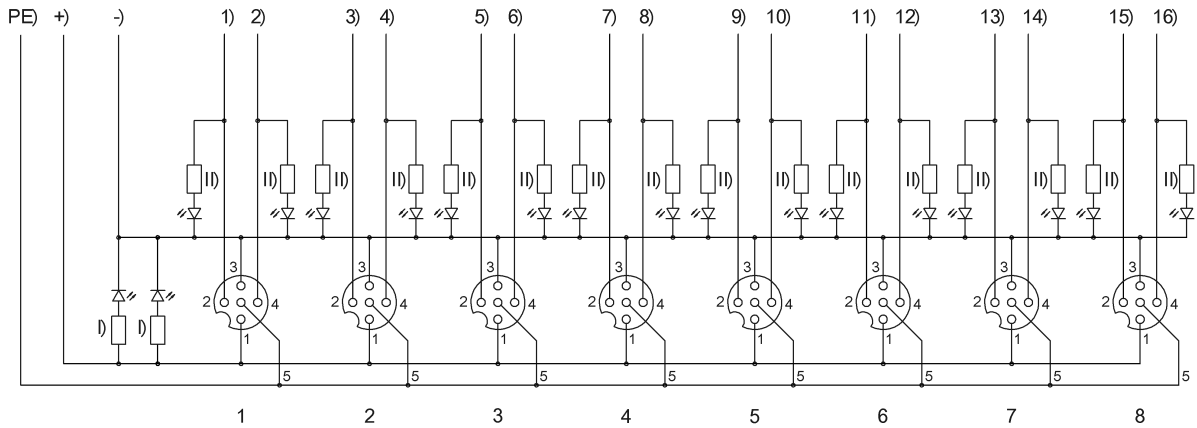 PE) +) -) 1) 2) 3) 4) 5) 6) 7) 8) 9) 10) 11) 12) 13) 14) 15) 16)
II) II) II) II) II) II) II) II) II) II) II) II) II) II) II) II)
3 3 3 3 3 3 3 3
2 4 2 4 2 4 2 4 2 4 2 4 2 4 2 4
I) I)
1 1 1 1 1 1 1 1
5 5 5 5 5 5 5 5
1 2 3 4 5 6 7 8